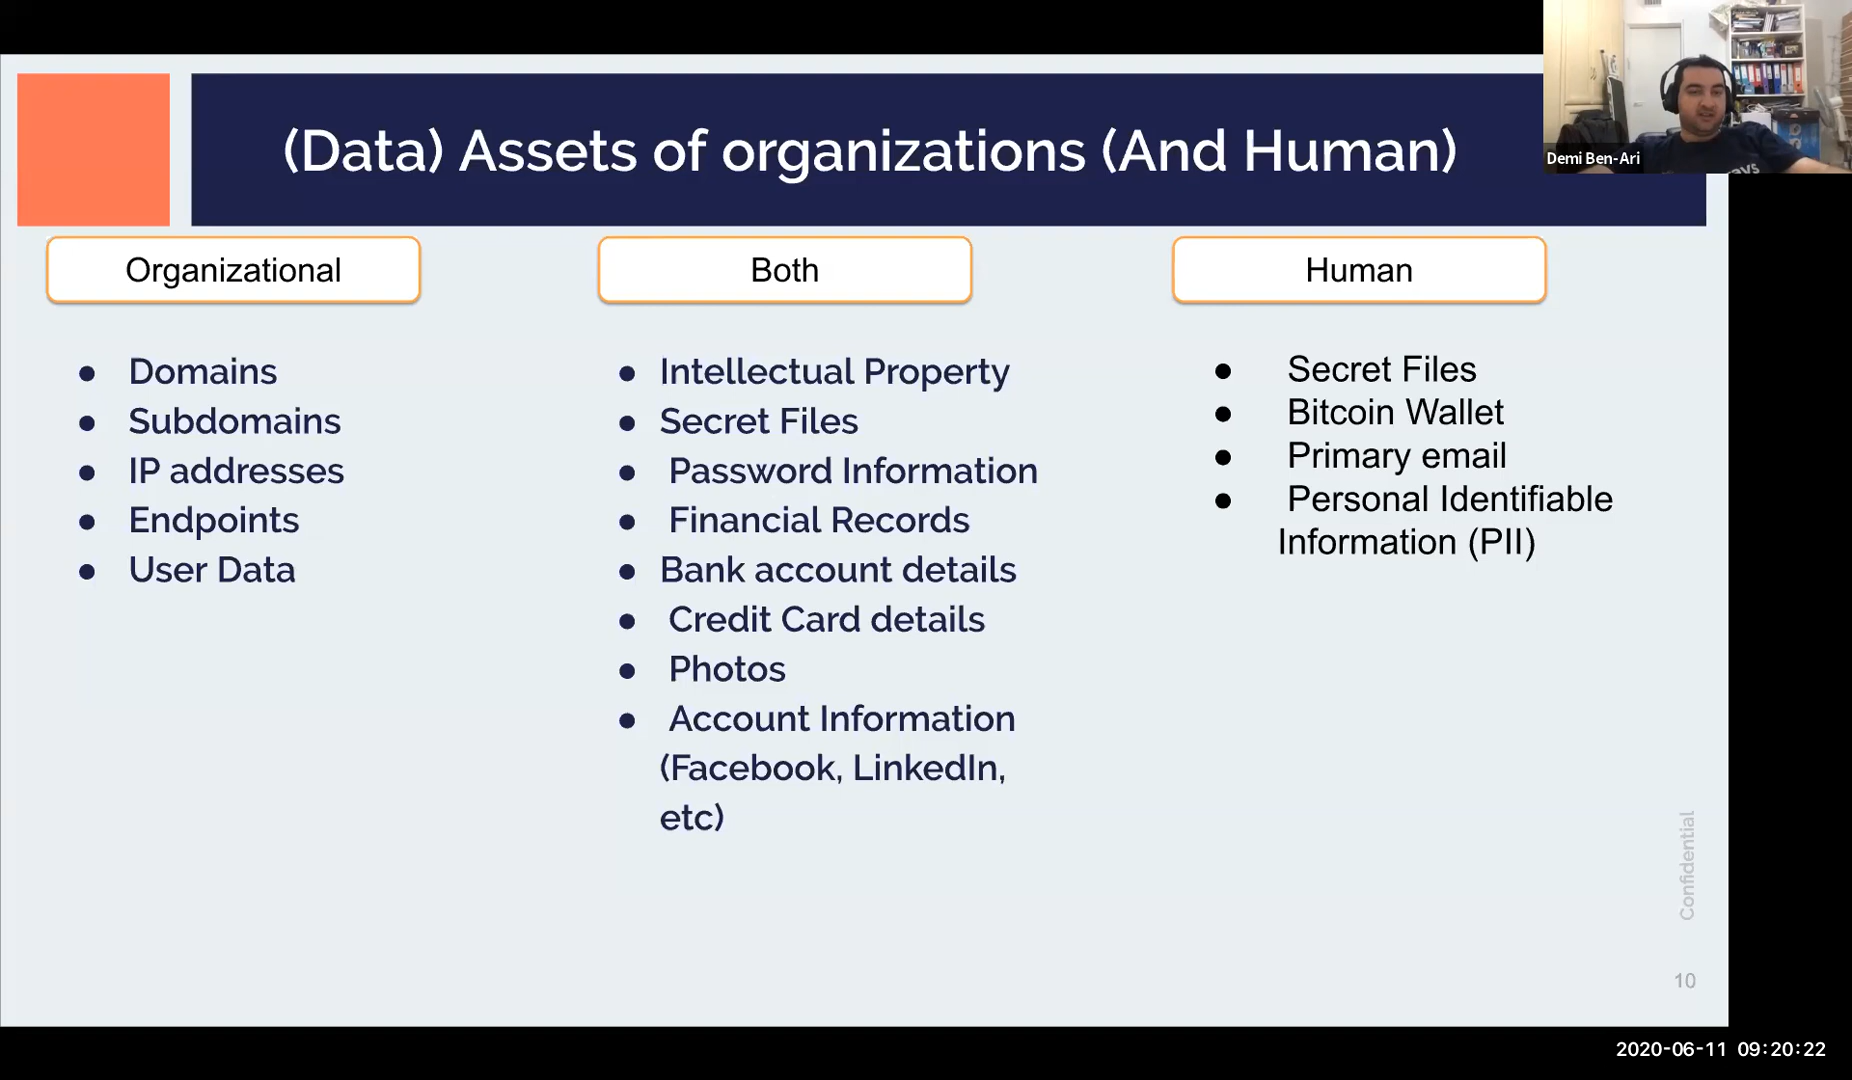 (Data) Assets of organizations (And Human)
Demi Ben-Ari
Organizational
Domains
Subdomains
IP addresses
Endpoints
User Data
Both
Intellectual Property
Secret Files
Password Information
Financial Records
Bank account details
Credit Card details
Photos
Account Information
(Facebook, LinkedIn,
etc)
Human
Secret Files
Bitcoin Wallet
Primary email
Personal Identifiable
Information (PII)
Confidential
10
2020-06-11 09:20:22